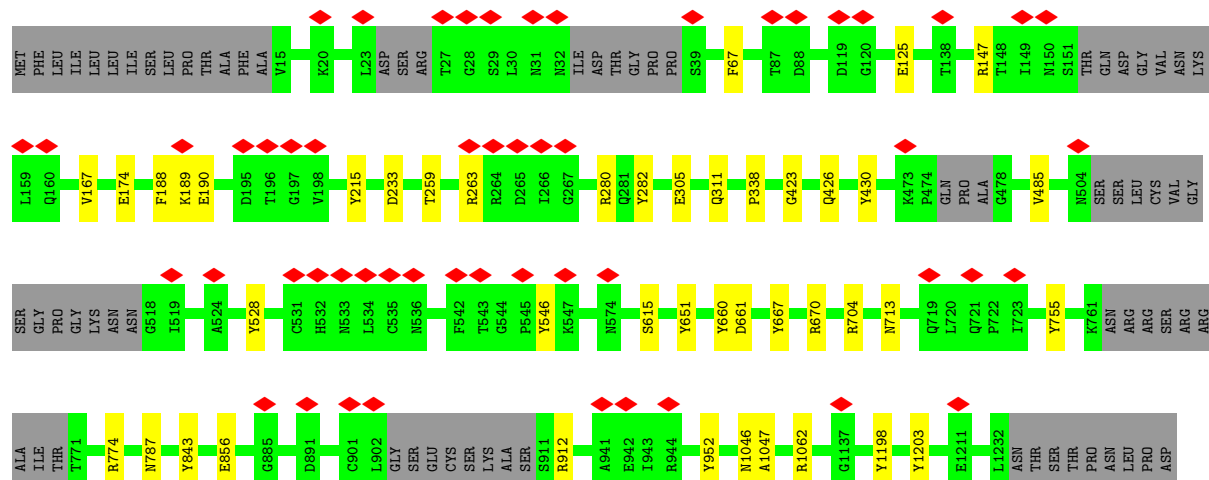 MET PHE LEU ILE LEU LEU ILE SER LEU PRO THR ALA PHE ALA V15 K20 L23 ASP SER ARG T27 G28 S29 L30 N31 N32 ILE ASP THR GLY PRO PRO S39 F67 T87 D88 D119 G120 E125 T138 R147 T148 I149 N150 S151 THR GLN ASP GLY VAL ASN LYS
L159 Q160 V167 E174 F188 K189 E190 D195 T196 G197 V198 Y215 D233 T259 R263 R264 D265 I266 G267 R280 Q281 Y282 E305 Q311 P338 G423 Q426 Y430 K473 P474 GLN PRO ALA G478 V485 N504 SER SER LEU CYS VAL GLY
SER GLY PRO GLY LYS ASN ASN G518 I519 A524 Y528 C531 H532 N533 L534 C535 N536 F542 T543 G544 P545 Y546 K547 N574 S615 Y651 Y660 D661 Y667 R670 R704 N713 Q719 L720 Q721 P722 I723 Y755 K761 ASN ARG ARG SER ARG ARG
ALA ILE THR T771 R774 N787 Y843 E856 G885 D891 C901 L902 GLY SER GLU CYS SER LYS ALA SER S911 R912 A941 E942 I943 R944 Y952 N1046 A1047 R1062 G1137 Y1198 Y1203 E1211 L1232 ASN THR SER THR PRO ASN LEU PRO ASP